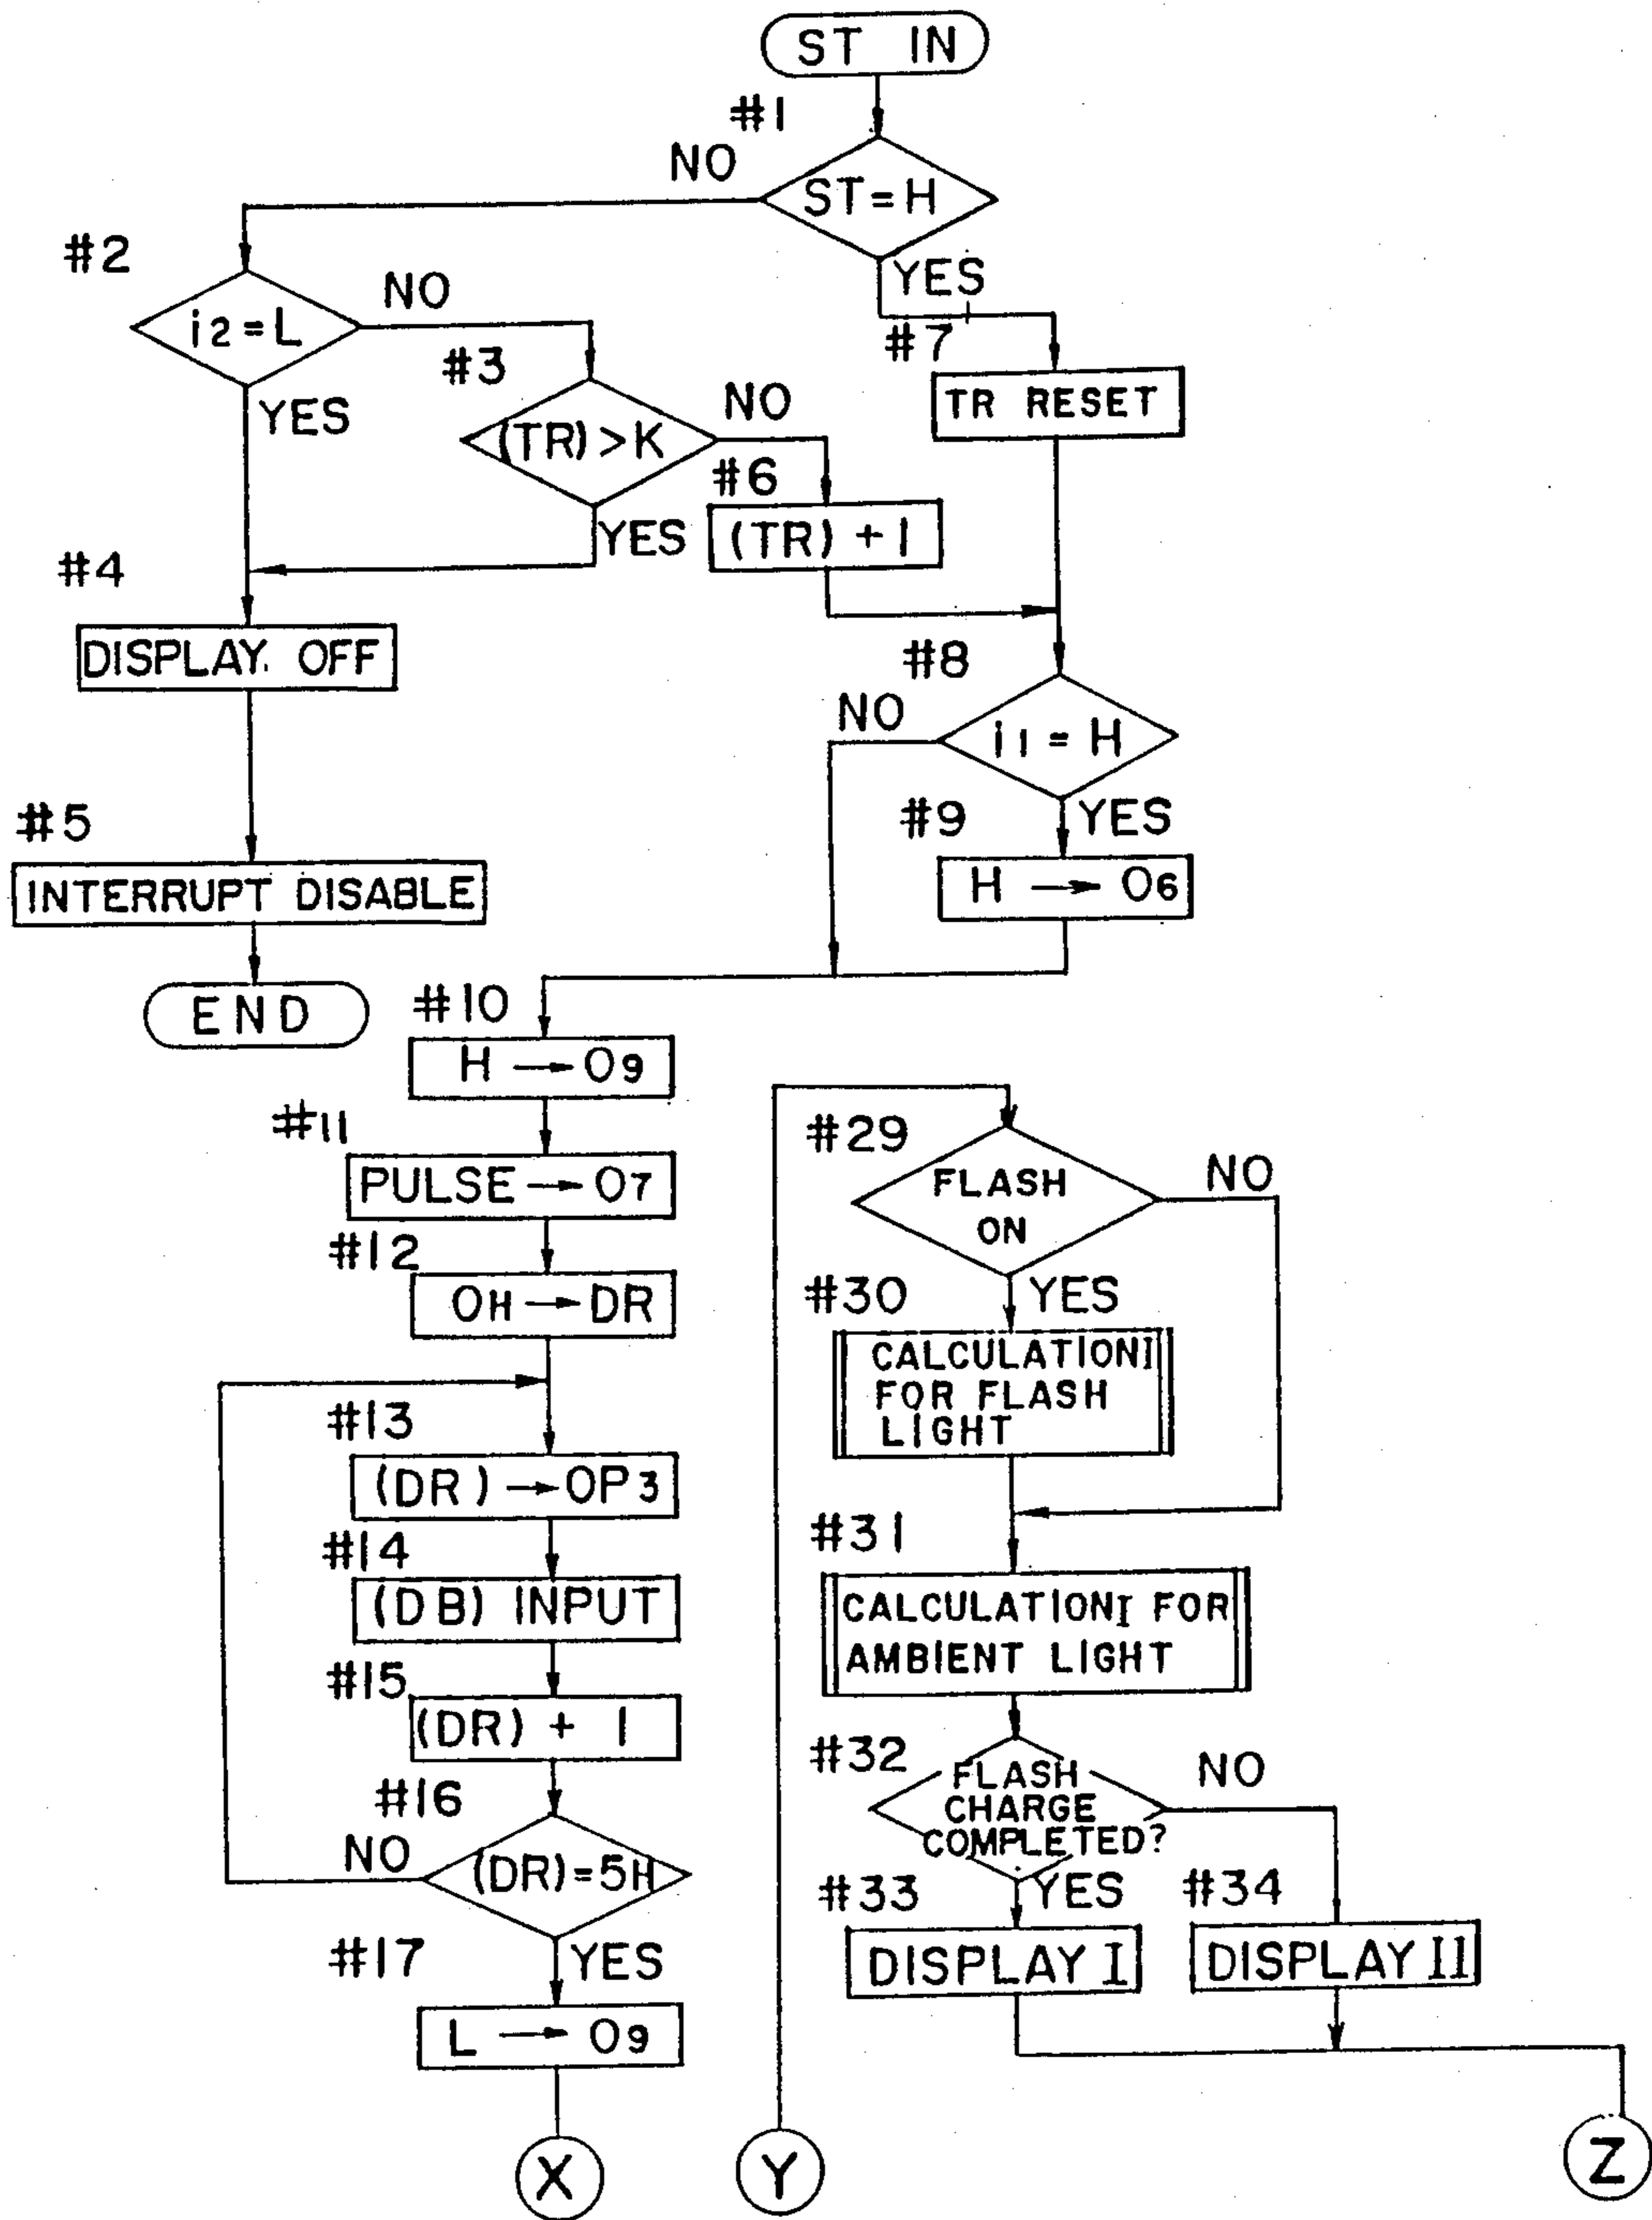 ST IN
#1
NO
ST=H
YES
#2
i2=L
NO
YES
#3
(TR)>K
NO
YES
#7
TR RESET
#6
(TR)+1
#4
DISPLAY. OFF
#8
NO
i1=H
YES
#5
INTERRUPT DISABLE
#9
H → O6
END
#10
H → O9
#11
PULSE → O7
#12
OH → DR
#13
(DR) → OP3
#14
(DB) INPUT
#15
(DR) + 1
#16
NO
(DR)=5H
YES
#17
L → O9
X
Y
#29
FLASH
ON
NO
YES
#30
CALCULATIONI
FOR FLASH
LIGHT
#31
CALCULATIONI FOR
AMBIENT LIGHT
#32
FLASH
CHARGE
COMPLETED?
NO
YES
#33
DISPLAY I
#34
DISPLAY II
Z